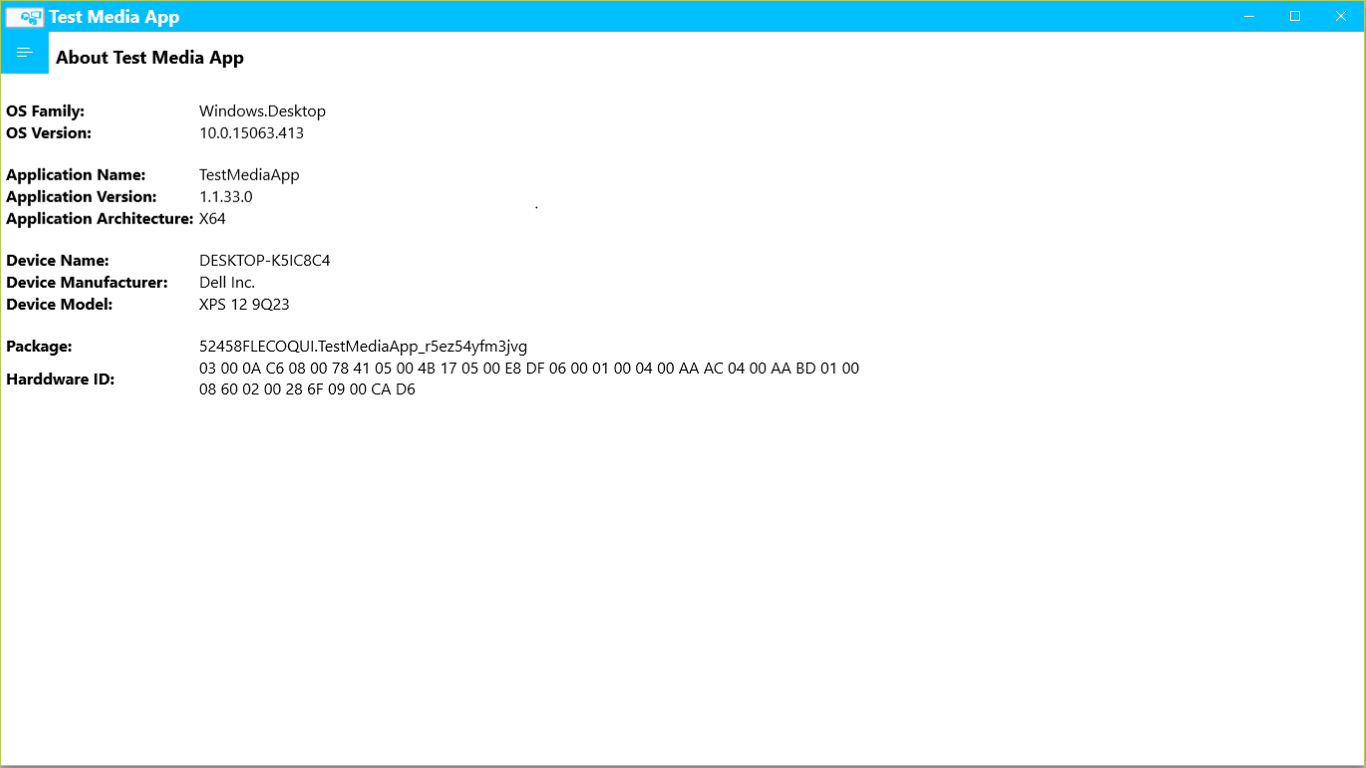 Test Media App
About Test Media App
OS Family: Windows.Desktop
OS Version: 10.0.15063.413
Application Name: TestMediaApp
Application Version: 1.1.33.0
Application Architecture: X64
Device Name: DESKTOP-K5IC8C4
Device Manufacturer: Dell Inc.
Device Model: XPS 12 9Q23
Package: 52458FLECOQUI.TestMediaApp_r5ez54yfm3jvg
Harddware ID: 03 00 0A C6 08 00 78 41 05 00 4B 17 05 00 E8 DF 06 00 01 00 04 00 AA AC 04 00 AA BD 01 00
08 60 02 00 28 6F 09 00 CA D6